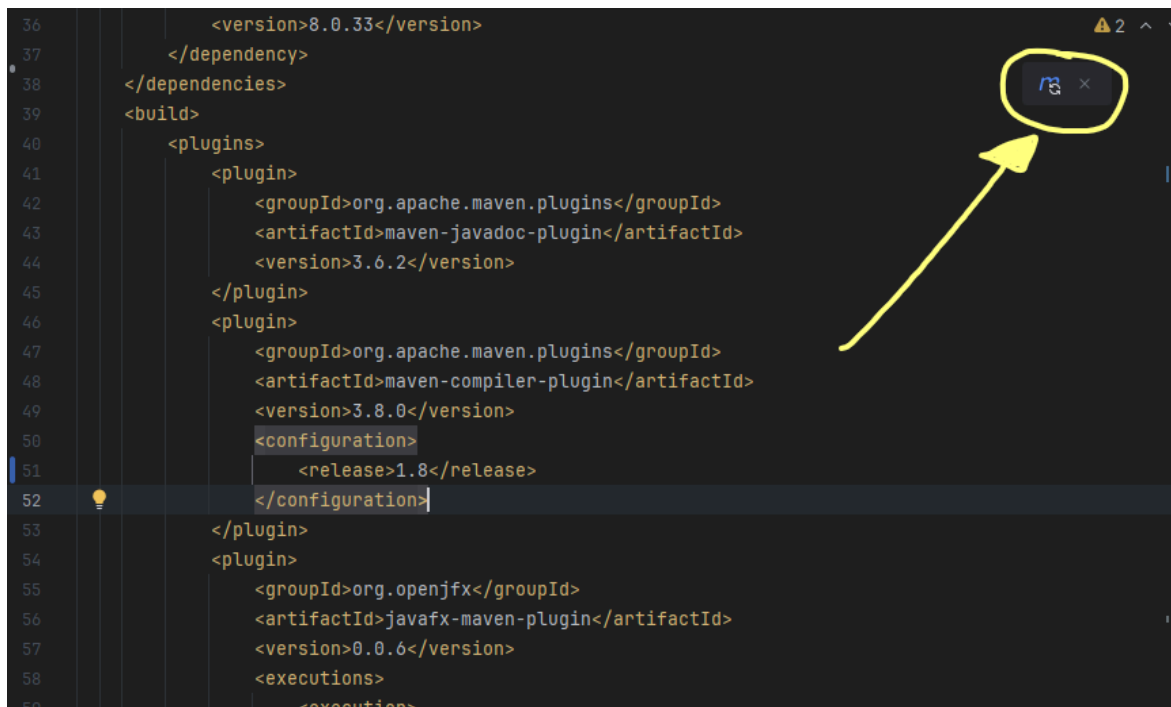 36 <version>8.0.33</version> 2
37 </dependency>
38 </dependencies>
39 <build>
40 <plugins>
41 <plugin>
42 <groupId>org.apache.maven.plugins</groupId>
43 <artifactId>maven-javadoc-plugin</artifactId>
44 <version>3.6.2</version>
45 </plugin>
46 <plugin>
47 <groupId>org.apache.maven.plugins</groupId>
48 <artifactId>maven-compiler-plugin</artifactId>
49 <version>3.8.0</version>
50 <configuration>
51 <release>1.8</release>
52 </configuration>
53 </plugin>
54 <plugin>
55 <groupId>org.openjfx</groupId>
56 <artifactId>javafx-maven-plugin</artifactId>
57 <version>0.0.6</version>
58 <executions>
59 <execution>